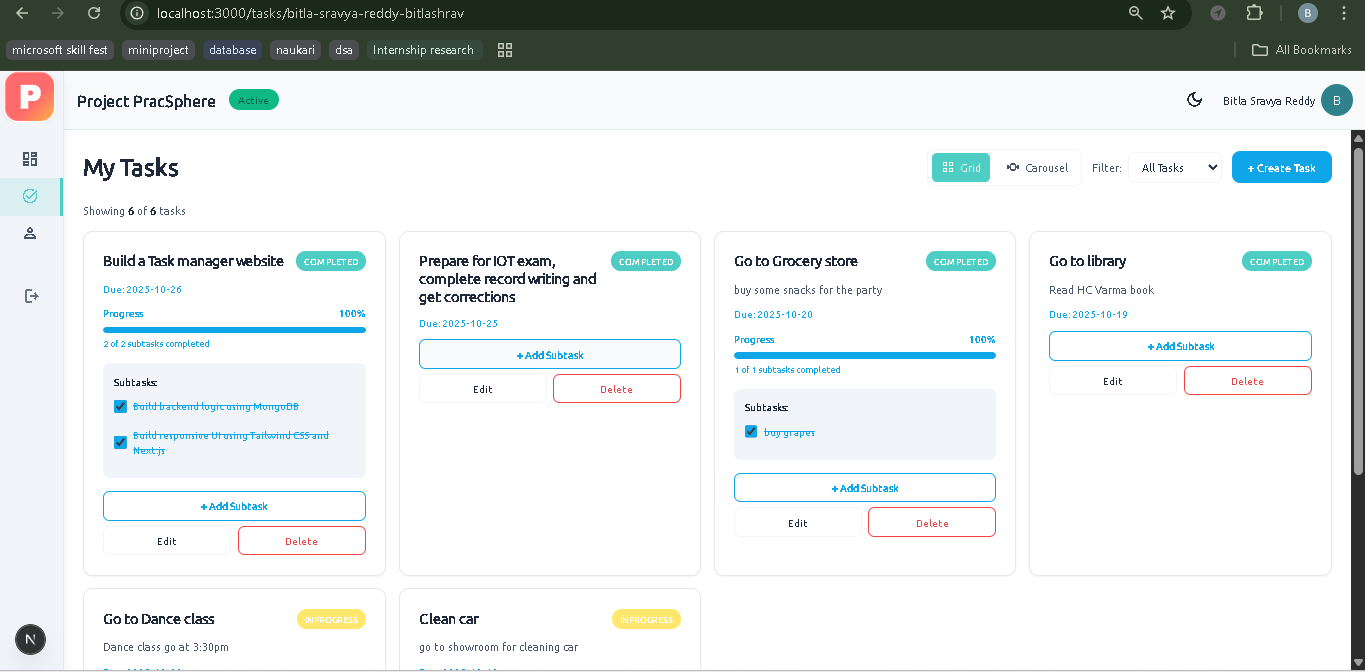 localhost:3000/tasks/bitla-sravya-reddy-bitlashrav
B
microsoft skill fest
miniproject
database
naukari
dsa
Internship research
All Bookmarks
P
Project PracSphere
Active
Bitla Sravya Reddy
B
My Tasks
Grid
Carousel
Filter:
All Tasks
+ Create Task
Showing 6 of 6 tasks
Build a Task manager website
COMPLETED
Due: 2025-10-26
Progress
100%
2 of 2 subtasks completed
Subtasks:
Build backend logic using MongoDB
Build responsive UI using Tailwind CSS and
Next.js
+ Add Subtask
Edit
Delete
Prepare for IOT exam,
complete record writing and
get corrections
COMPLETED
Due: 2025-10-25
+ Add Subtask
Edit
Delete
Go to Grocery store
COMPLETED
buy some snacks for the party
Due: 2025-10-20
Progress
100%
1 of 1 subtasks completed
Subtasks:
buy grapes
+ Add Subtask
Edit
Delete
Go to library
COMPLETED
Read HC Varma book
Due: 2025-10-19
+ Add Subtask
Edit
Delete
Go to Dance class
INPROGRESS
Dance class go at 3:30pm
Clean car
INPROGRESS
go to showroom for cleaning car
N